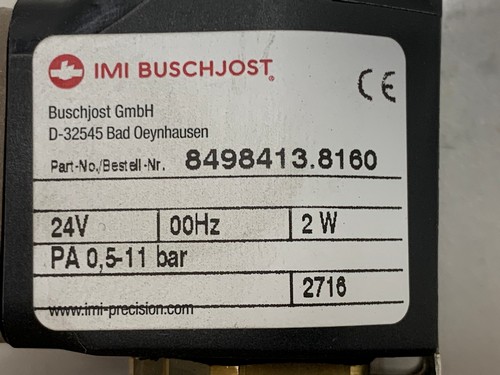 IMI BUSCHJOST®
CE
Buschjost GmbH
D-32545 Bad Oeynhausen
Part-No./Bestell-Nr. 8498413.8160
24V 00Hz 2 W
PA 0,5-11 bar
2716
www.imi-precision.com